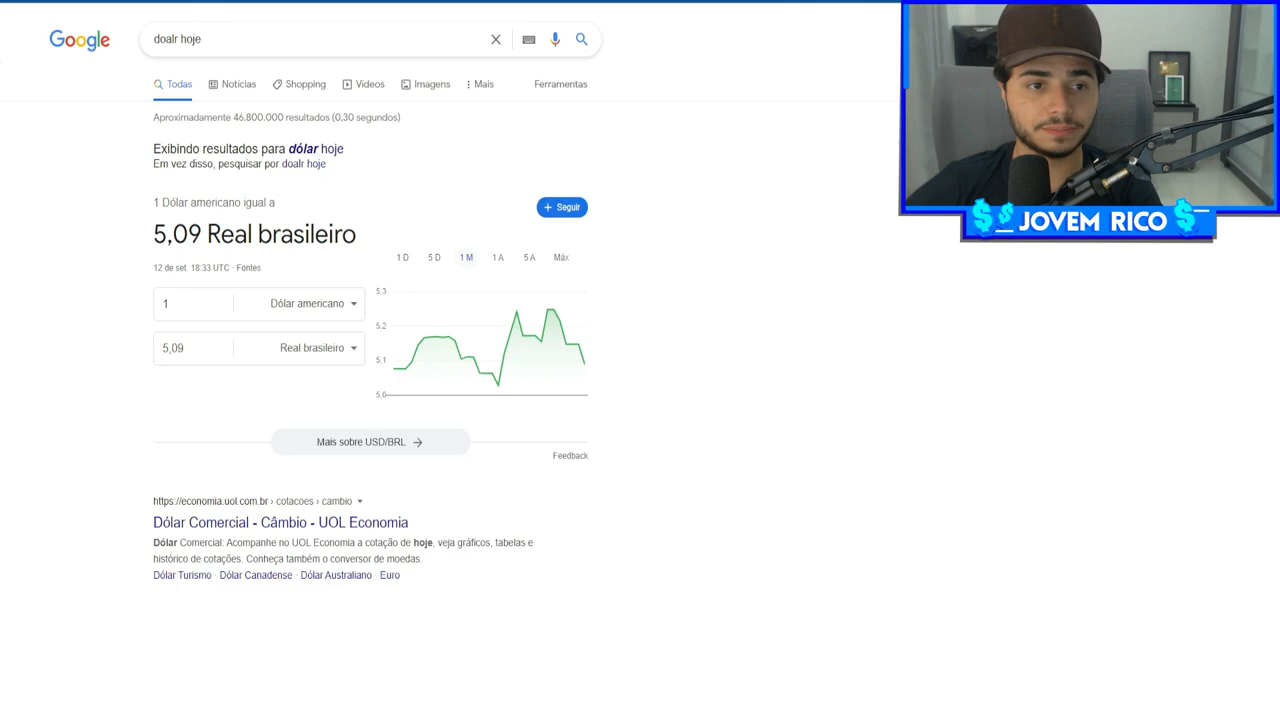 Google
doalr hoje
Todas
Notícias
Shopping
Vídeos
Imagens
Mais
Ferramentas
Aproximadamente 46.800.000 resultados (0,30 segundos)
Exibindo resultados para dólar hoje
Em vez disso, pesquisar por doalr hoje
1 Dólar americano igual a
+ Seguir
5,09 Real brasileiro
12 de set. 18:33 UTC · Fontes
1 D
5 D
1 M
1 A
5 A
Máx
1
Dólar americano
5,09
Real brasileiro
5,3
5,2
5,1
5,0
Mais sobre USD/BRL
Feedback
https://economia.uol.com.br › cotacoes › cambio
Dólar Comercial - Câmbio - UOL Economia
Dólar Comercial: Acompanhe no UOL Economia a cotação de hoje, veja gráficos, tabelas e
histórico de cotações. Conheça também o conversor de moedas.
Dólar Turismo · Dólar Canadense · Dólar Australiano · Euro
$ $_ JOVEM RICO $_